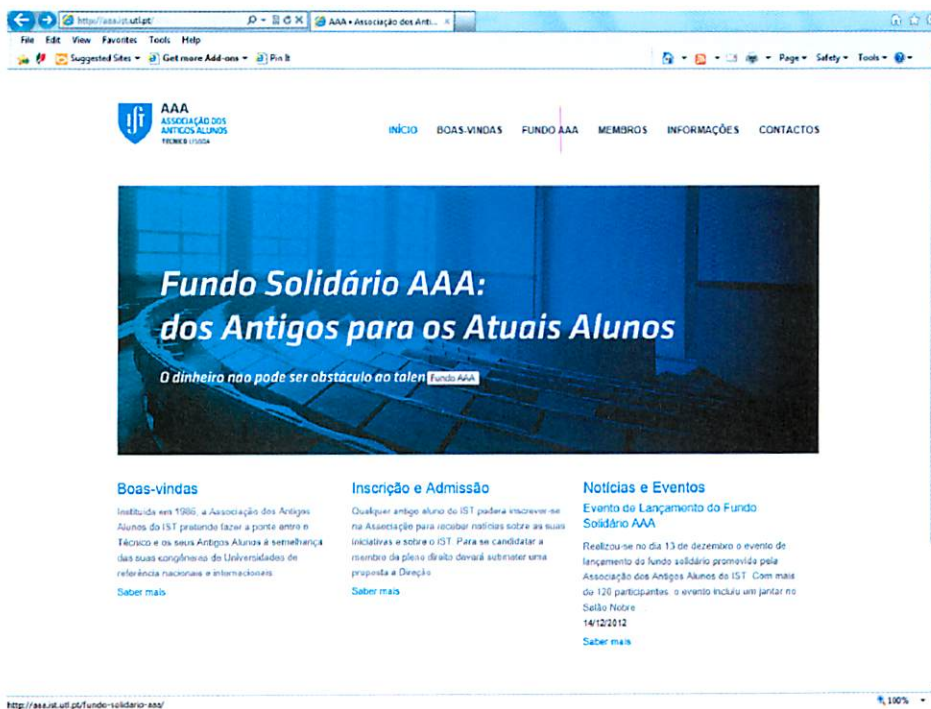 http://aaa.ist.utl.pt/
AAA • Associação dos Anti...
File Edit View Favorites Tools Help
Suggested Sites Get more Add-ons Pin It
Page Safety Tools
AAA
ASSOCIAÇÃO DOS
ANTIGOS ALUNOS
TÉCNICO LISBOA
INÍCIO BOAS-VINDAS FUNDO AAA MEMBROS INFORMAÇÕES CONTACTOS
Fundo Solidário AAA:
dos Antigos para os Atuais Alunos
O dinheiro não pode ser obstáculo ao talen
Fundo AAA
Boas-vindas
Instituída em 1986, a Associação dos Antigos
Alunos do IST pretende fazer a ponte entre o
Técnico e os seus Antigos Alunos à semelhança
das suas congéneres de Universidades de
referência nacionais e internacionais
Saber mais
Inscrição e Admissão
Qualquer antigo aluno do IST poderá inscrever-se
na Associação para receber notícias sobre as suas
iniciativas e sobre o IST. Para se candidatar a
membro de pleno direito deverá submeter uma
proposta a Direção
Saber mais
Notícias e Eventos
Evento de Lançamento do Fundo
Solidário AAA
Realizou-se no dia 13 de dezembro o evento de
lançamento do fundo solidário promovido pela
Associação dos Antigos Alunos do IST. Com mais
de 120 participantes, o evento incluiu um jantar no
Salão Nobre
14/12/2012
Saber mais
http://aaa.ist.utl.pt/fundo-solidario-aaa/
100%